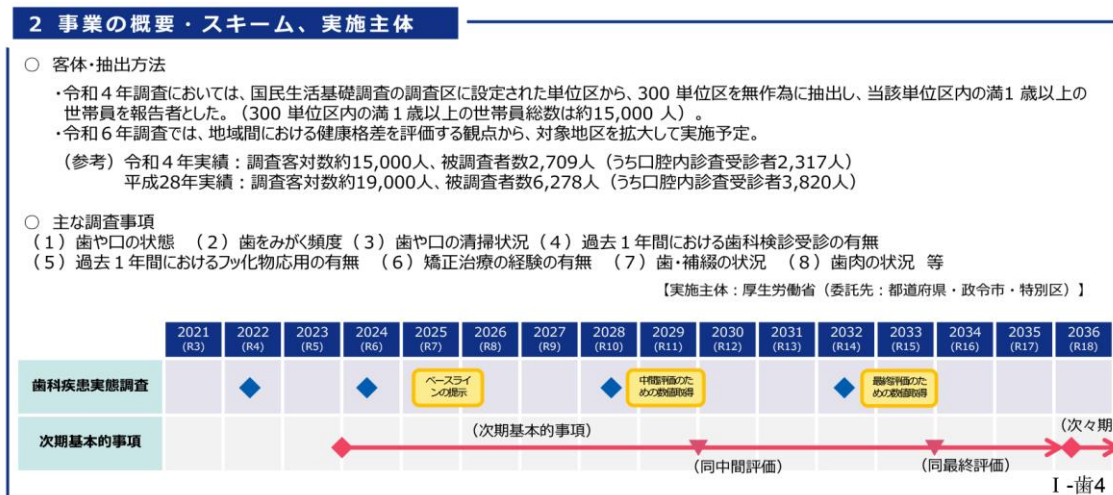 2 事業の概要・スキーム、実施主体
○ 客体・抽出方法
・令和４年調査においては、国民生活基礎調査の調査区に設定された単位区から、300 単位区を無作為に抽出し、当該単位区内の満1 歳以上の
世帯員を報告者とした。（300 単位区内の満１歳以上の世帯員総数は約15,000 人）。
・令和６年調査では、地域間における健康格差を評価する観点から、対象地区を拡大して実施予定。
（参考）令和４年実績：調査客対数約15,000人、被調査者数2,709人（うち口腔内診査受診者2,317人）
平成28年実績：調査客対数約19,000人、被調査者数6,278人（うち口腔内診査受診者3,820人）
○ 主な調査事項
（１）歯や口の状態 （２）歯をみがく頻度（３）歯や口の清掃状況（４）過去１年間における歯科検診受診の有無
（５）過去１年間におけるフッ化物応用の有無 （６）矯正治療の経験の有無 （７）歯・補綴の状況 （８）歯肉の状況 等
【実施主体：厚生労働省（委託先：都道府県・政令市・特別区）】
2021 2022 2023 2024 2025 2026 2027 2028 2029 2030 2031 2032 2033 2034 2035 2036
(R3) (R4) (R5) (R6) (R7) (R8) (R9) (R10) (R11) (R12) (R13) (R14) (R15) (R16) (R17) (R18)
歯科疾患実態調査
ベースライ
ンの提示
中間評価のた
めの数値取得
最終評価のた
めの数値取得
次期基本的事項
（次期基本的事項）
（次々期
（同中間評価）
（同最終評価）
Ⅰ-歯4